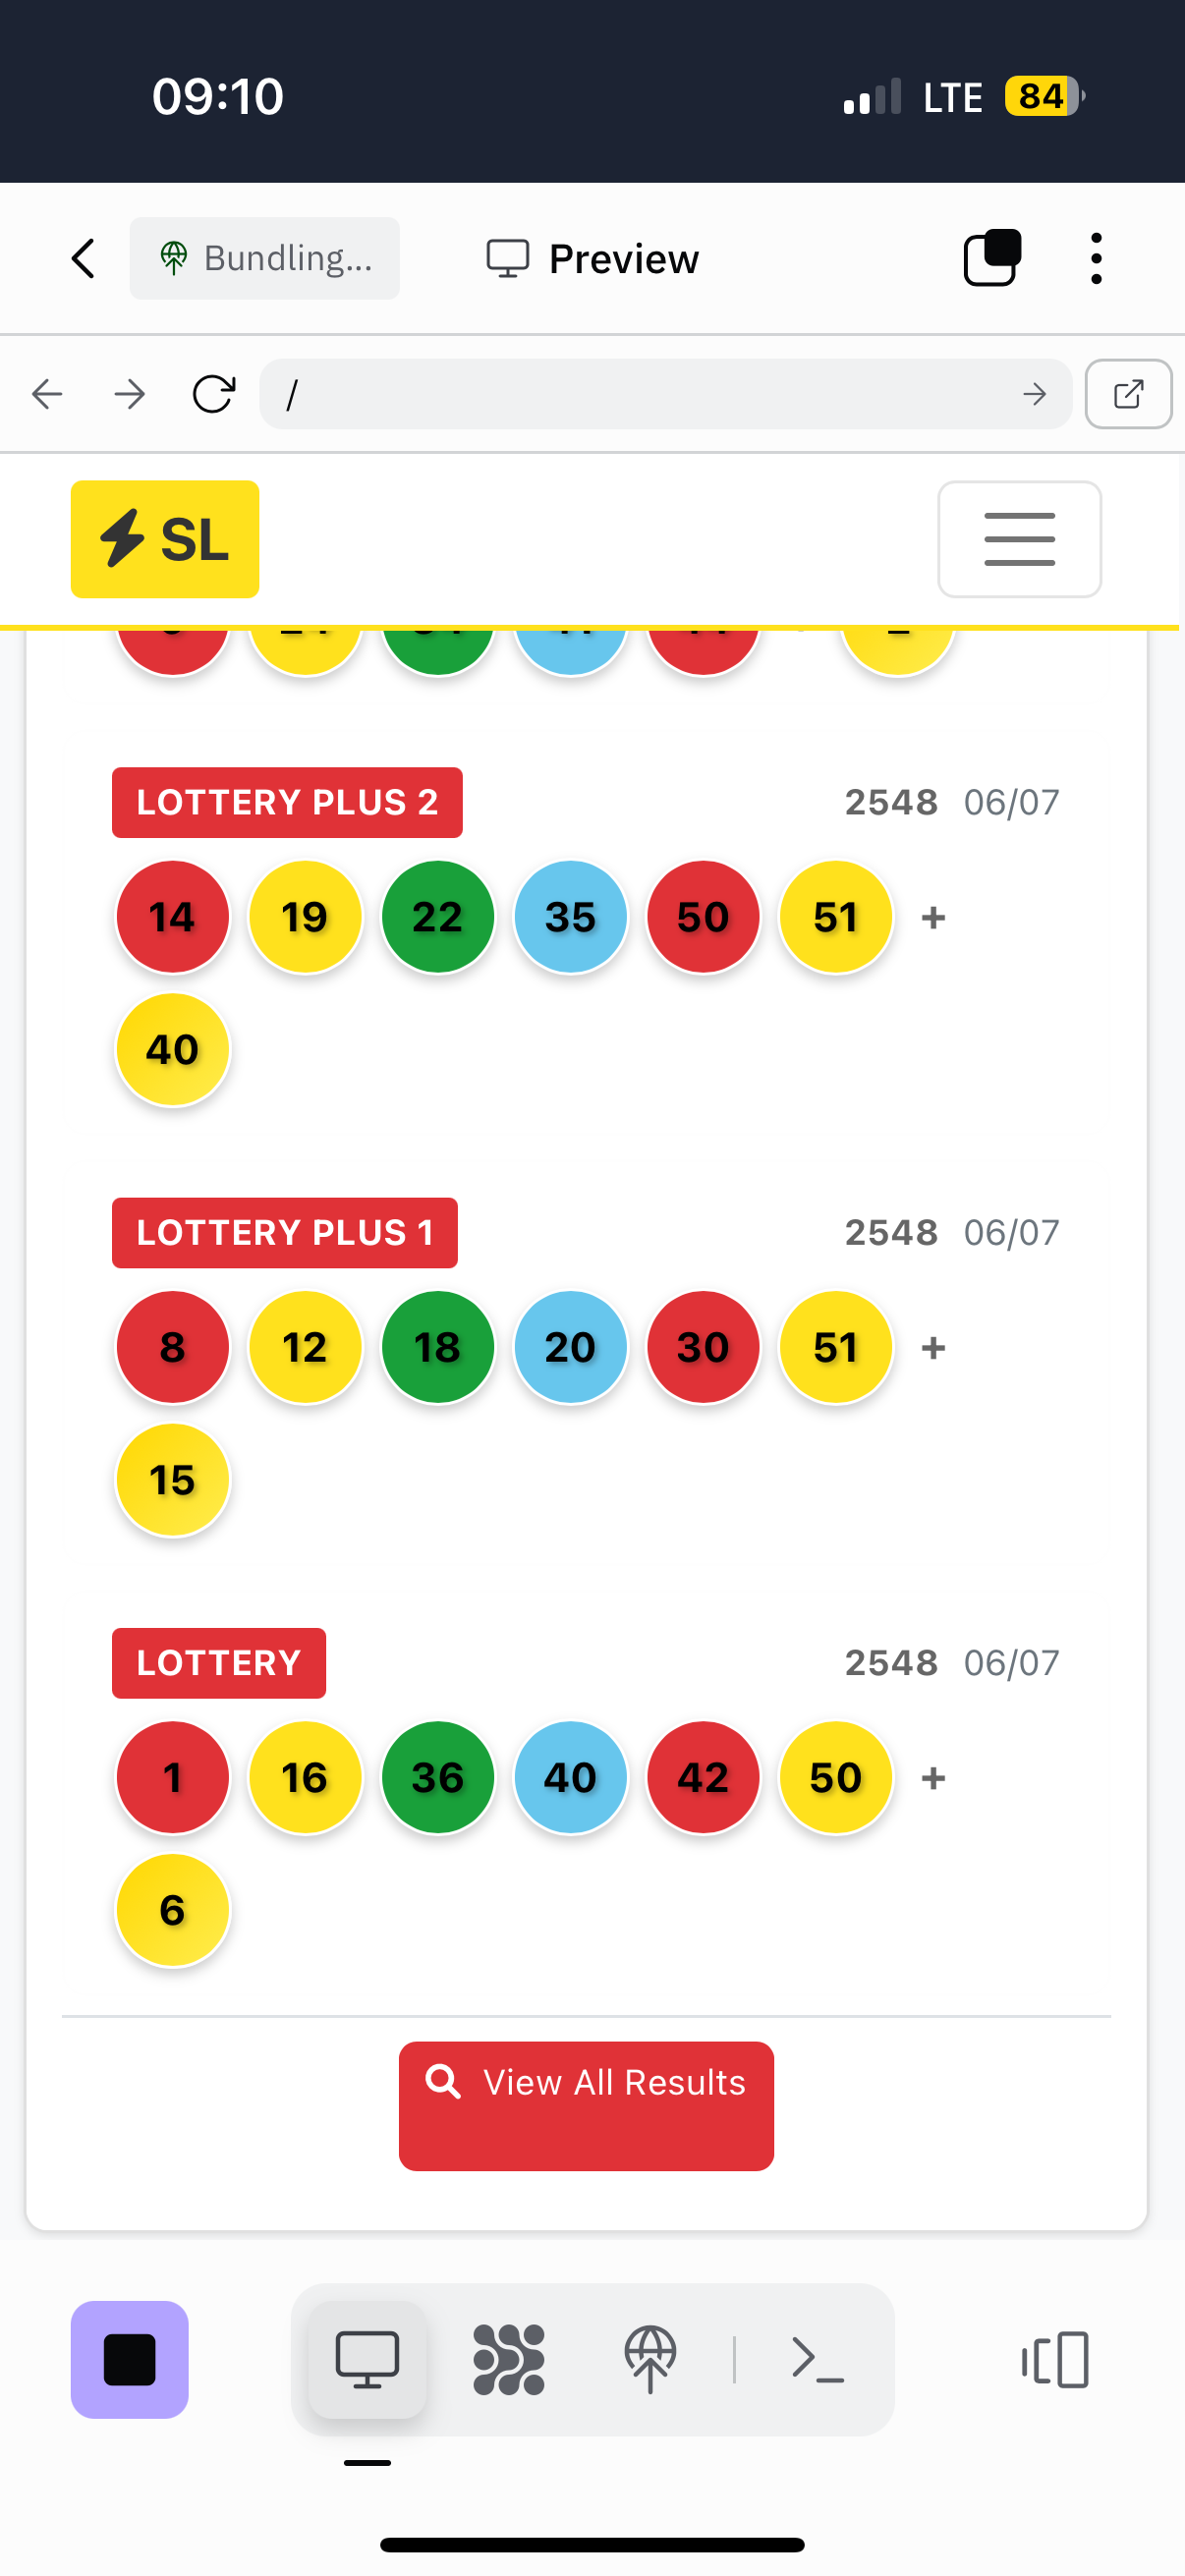 09:10 LTE 84
Bundling... Preview
/
SL
LOTTERY PLUS 2 2548 06/07
14 19 22 35 50 51 +
40
LOTTERY PLUS 1 2548 06/07
8 12 18 20 30 51 +
15
LOTTERY 2548 06/07
1 16 36 40 42 50 +
6
View All Results